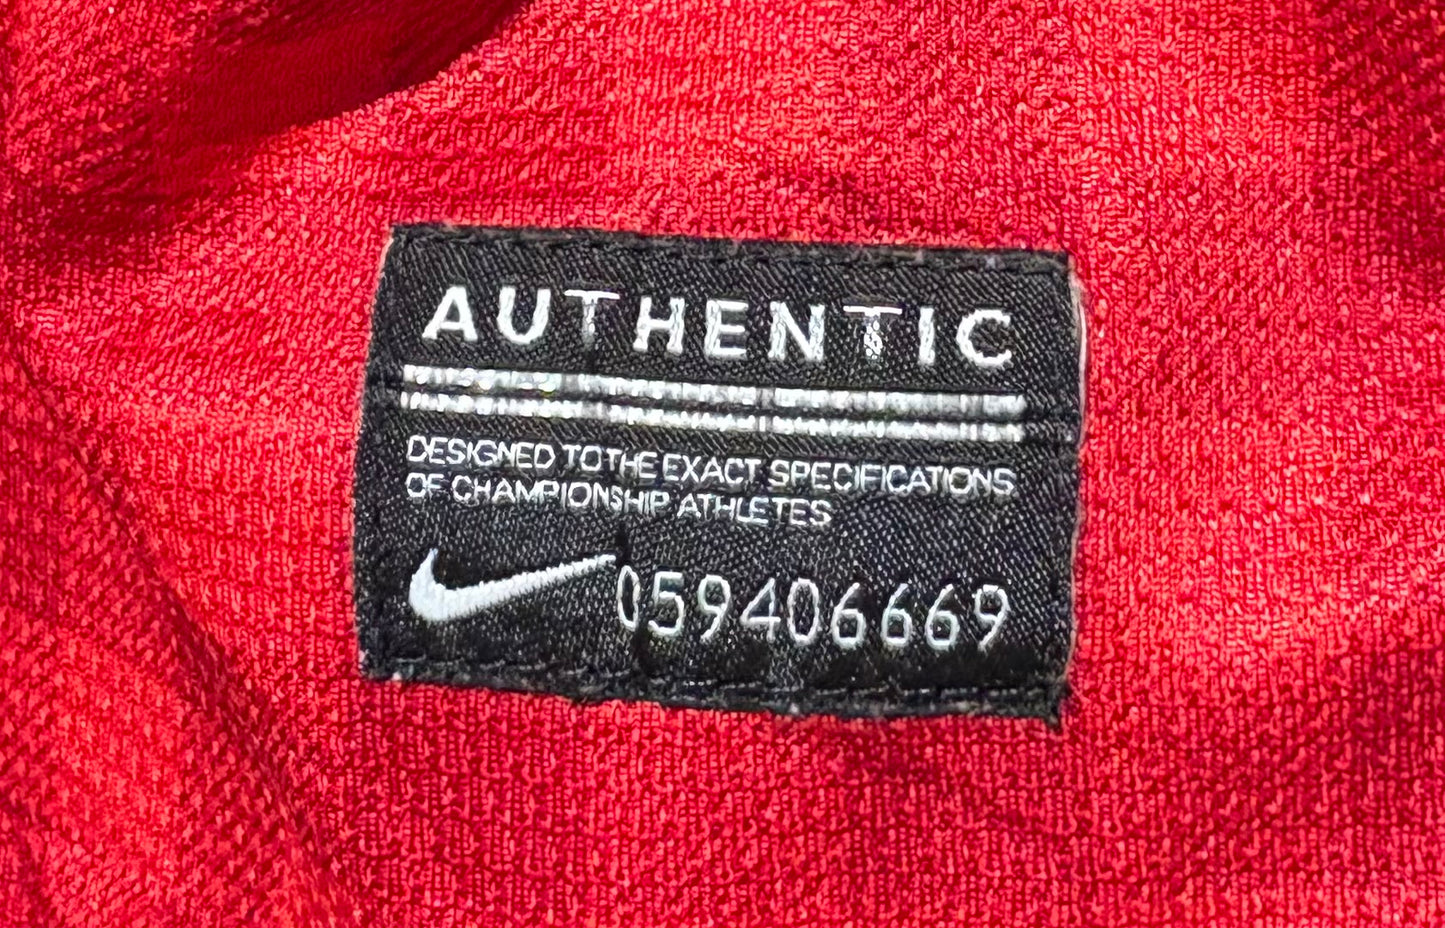 AUTHENTIC
DESIGNED TO THE EXACT SPECIFICATIONS
OF CHAMPIONSHIP ATHLETES
059406669